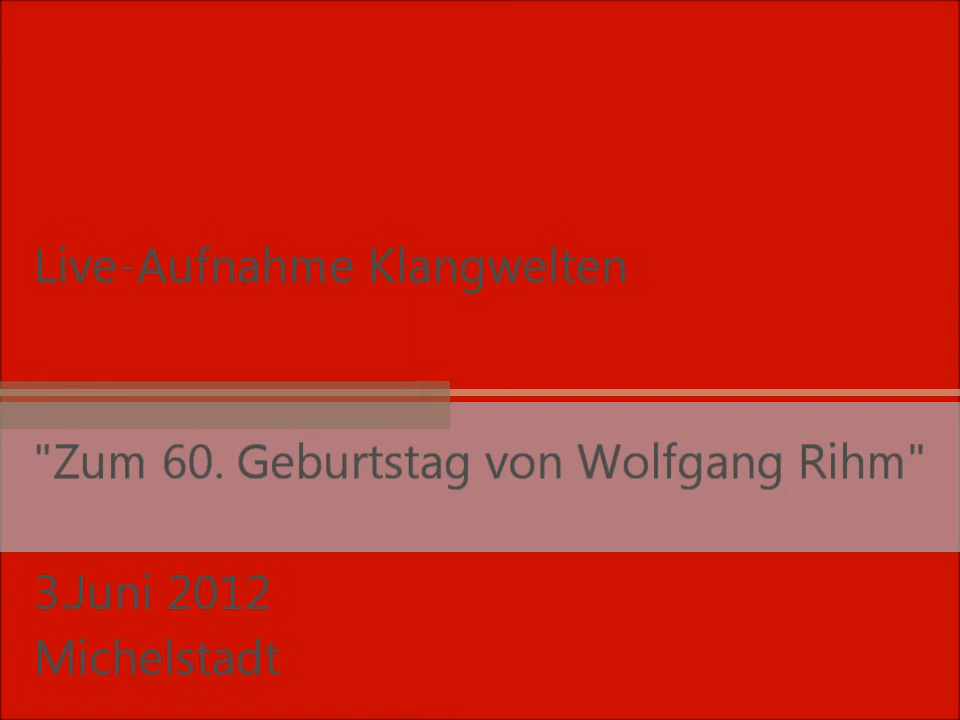 Live-Aufnahme Klangwelten
"Zum 60. Geburtstag von Wolfgang Rihm"
3.Juni 2012
Michelstadt